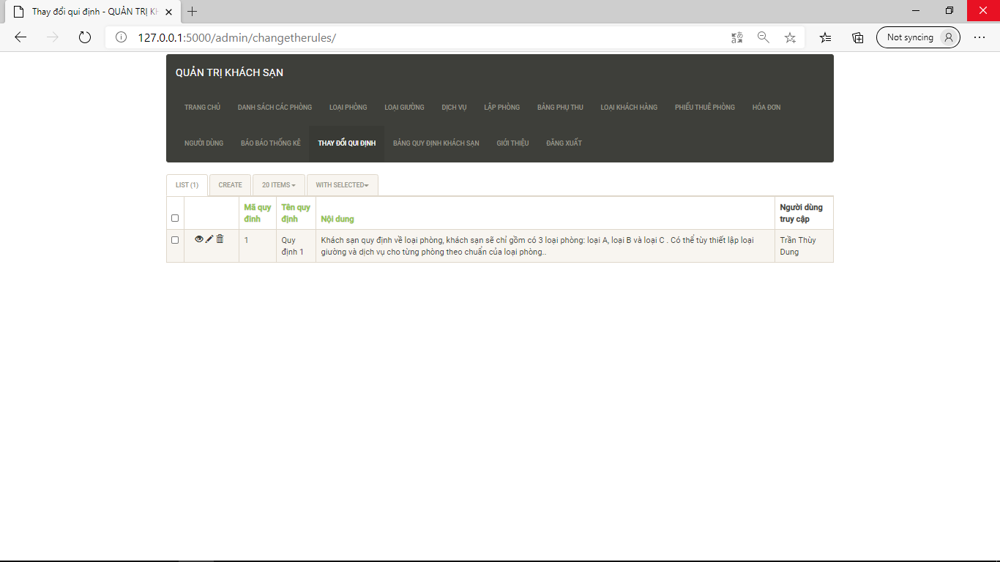 Thay đổi qui định - QUẢN TRỊ KH
127.0.0.1:5000/admin/changetherules/
Not syncing
QUẢN TRỊ KHÁCH SẠN
TRANG CHỦ DANH SÁCH CÁC PHÒNG LOẠI PHÒNG LOẠI GIƯỜNG DỊCH VỤ LẬP PHÒNG BẢNG PHỤ THU LOẠI KHÁCH HÀNG PHIẾU THUÊ PHÒNG HÓA ĐƠN
NGƯỜI DÙNG BÁO BÁO THỐNG KÊ THAY ĐỔI QUI ĐỊNH BẢNG QUY ĐỊNH KHÁCH SẠN GIỚI THIỆU ĐĂNG XUẤT
LIST (1) CREATE 20 ITEMS WITH SELECTED
Mã quy
đinh
Tên quy
định
Nội dung
Người dùng
truy cập
1
Quy
định 1
Khách sạn quy định về loại phòng, khách sạn sẽ chỉ gồm có 3 loại phòng: loại A, loại B và loại C . Có thể tùy thiết lập loại
giường và dịch vụ cho từng phòng theo chuẩn của loại phòng..
Trần Thùy
Dung